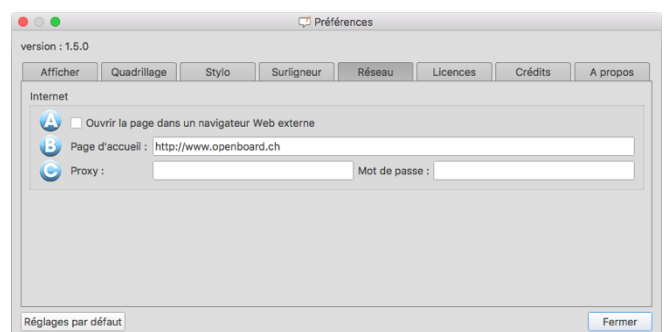 Préférences
version : 1.5.0
Afficher Quadrillage Stylo Surligneur Réseau Licences Crédits A propos
Internet
A Ouvrir la page dans un navigateur Web externe
B Page d'accueil : http://www.openboard.ch
C Proxy : Mot de passe :
Réglages par défaut Fermer